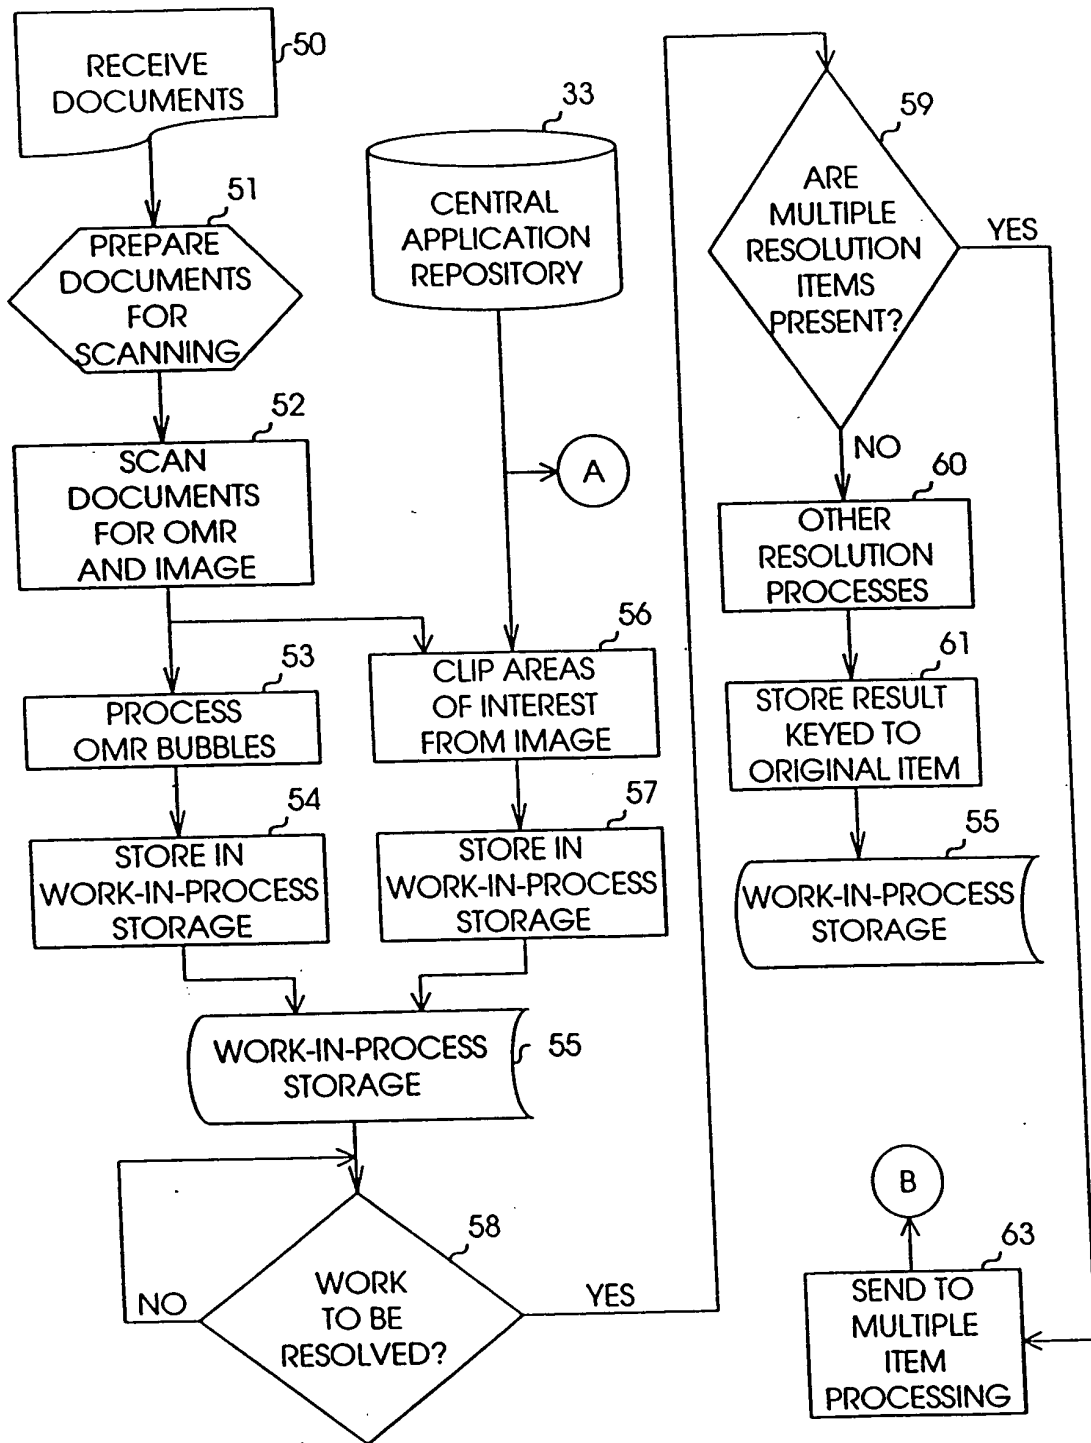 50
RECEIVE
DOCUMENTS
51
PREPARE
DOCUMENTS
FOR
SCANNING
52
SCAN
DOCUMENTS
FOR OMR
AND IMAGE
33
CENTRAL
APPLICATION
REPOSITORY
A
53
PROCESS
OMR BUBBLES
56
CLIP AREAS
OF INTEREST
FROM IMAGE
54
STORE IN
WORK-IN-PROCESS
STORAGE
57
STORE IN
WORK-IN-PROCESS
STORAGE
WORK-IN-PROCESS
STORAGE
55
58
WORK
TO BE
RESOLVED?
NO
YES
59
ARE
MULTIPLE
RESOLUTION
ITEMS
PRESENT?
YES
NO
60
OTHER
RESOLUTION
PROCESSES
61
STORE RESULT
KEYED TO
ORIGINAL ITEM
55
WORK-IN-PROCESS
STORAGE
B
63
SEND TO
MULTIPLE
ITEM
PROCESSING